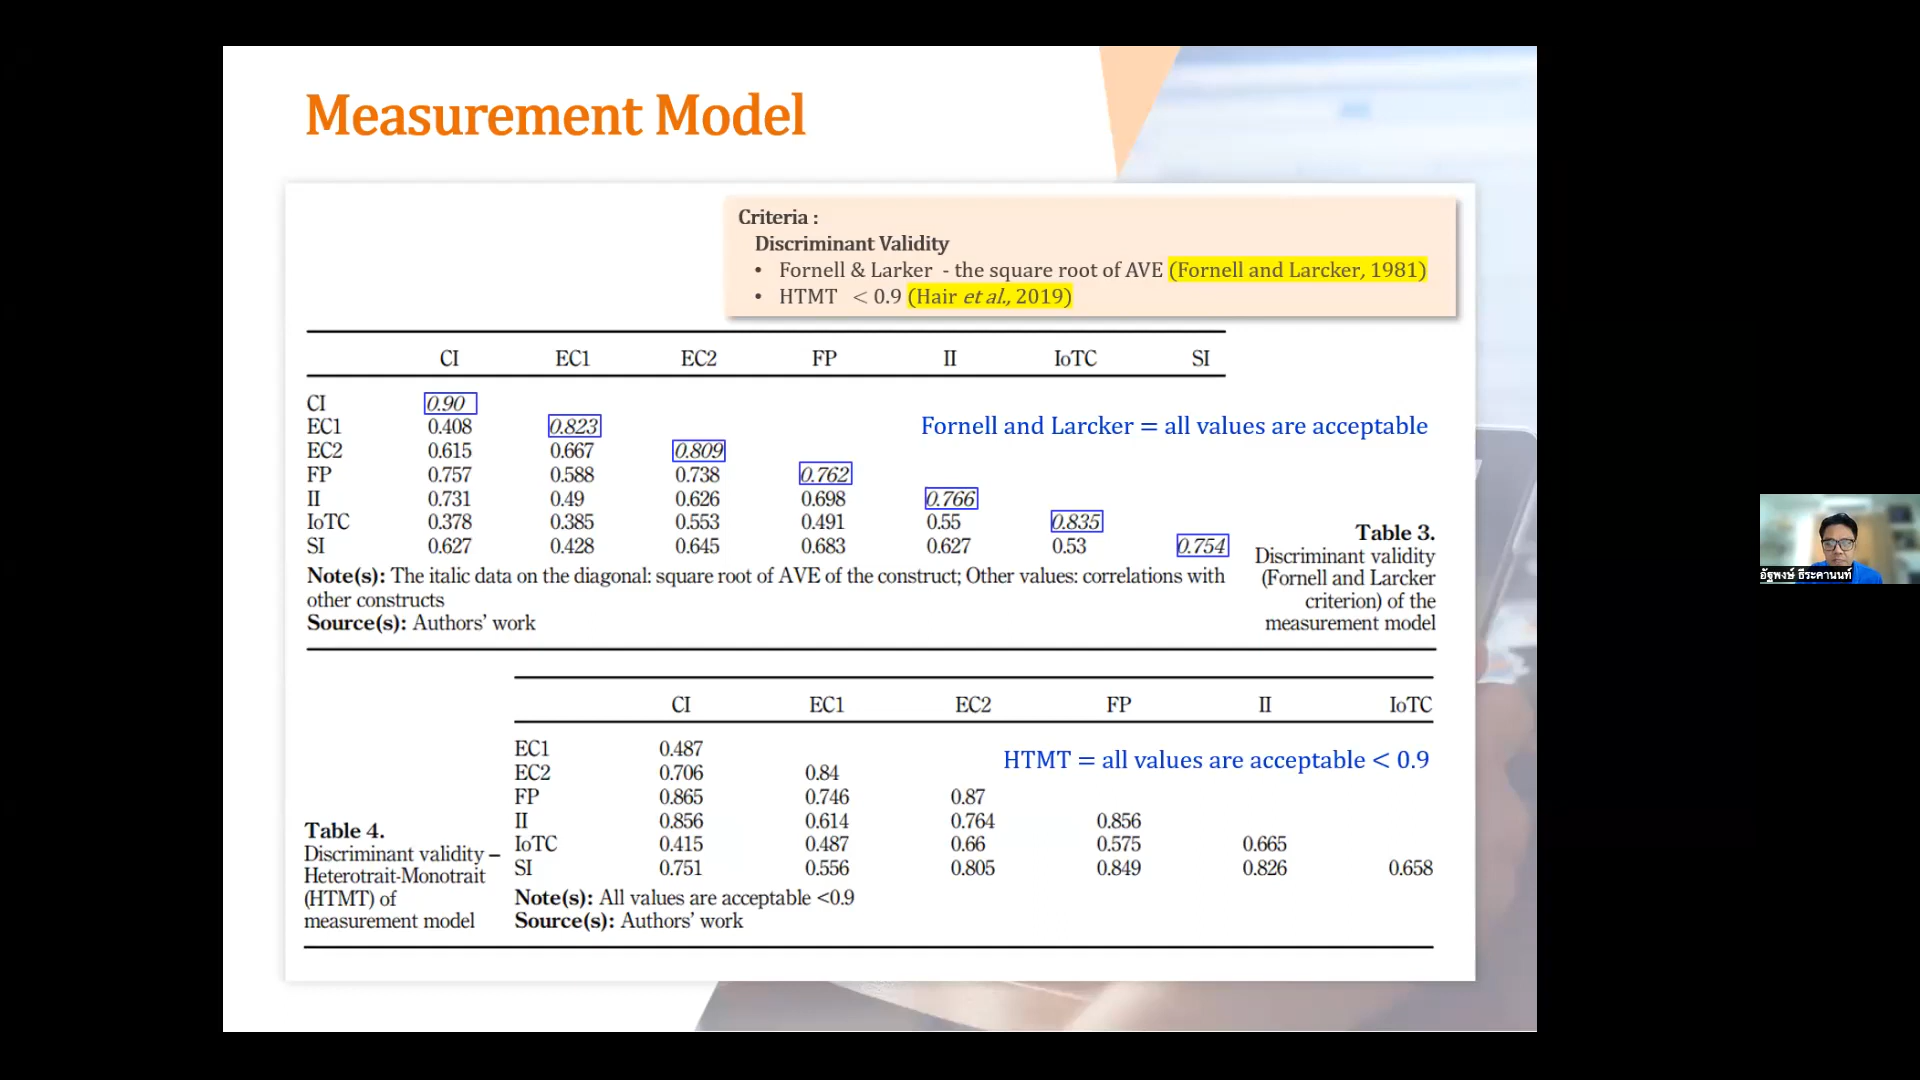 Measurement Model
Criteria :
Discriminant Validity
• Fornell & Larker - the square root of AVE (Fornell and Larcker, 1981)
• HTMT < 0.9 (Hair et al., 2019)
CI EC1 EC2 FP II IoTC SI
CI 0.90
EC1 0.408 0.823
EC2 0.615 0.667 0.809
FP 0.757 0.588 0.738 0.762
II 0.731 0.49 0.626 0.698 0.766
IoTC 0.378 0.385 0.553 0.491 0.55 0.835
SI 0.627 0.428 0.645 0.683 0.627 0.53 0.754
Fornell and Larcker = all values are acceptable
Note(s): The italic data on the diagonal: square root of AVE of the construct; Other values: correlations with
other constructs
Source(s): Authors' work
Table 3.
Discriminant validity
(Fornell and Larcker
criterion) of the
measurement model
CI EC1 EC2 FP II IoTC
EC1 0.487
EC2 0.706 0.84
FP 0.865 0.746 0.87
II 0.856 0.614 0.764 0.856
IoTC 0.415 0.487 0.66 0.575 0.665
SI 0.751 0.556 0.805 0.849 0.826 0.658
HTMT = all values are acceptable < 0.9
Note(s): All values are acceptable <0.9
Source(s): Authors' work
Table 4.
Discriminant validity –
Heterotrait-Monotrait
(HTMT) of
measurement model
อัฐพงษ์ ธีระคานนท์